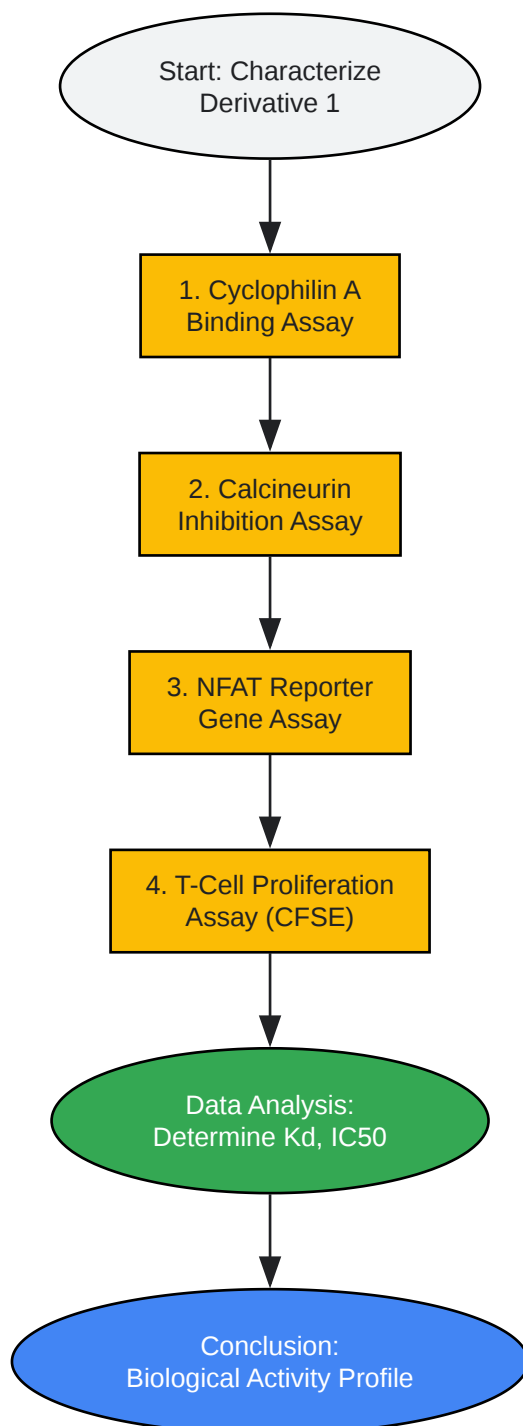 Start: Characterize
Derivative 1
1. Cyclophilin A
Binding Assay
2. Calcineurin
Inhibition Assay
3. NFAT Reporter
Gene Assay
4. T-Cell Proliferation
Assay (CFSE)
Data Analysis:
Determine Kd, IC50
Conclusion:
Biological Activity Profile